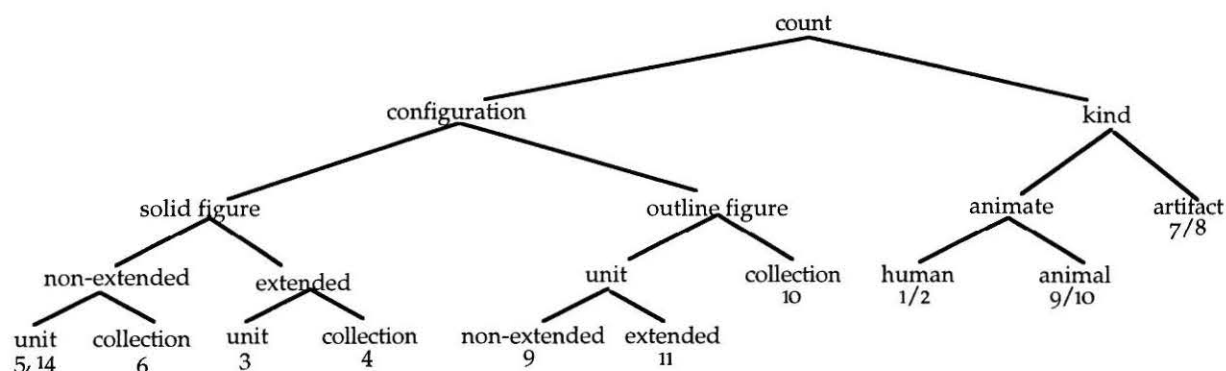 count
configuration kind
solid figure outline figure animate artifact
7/8
non-extended extended unit collection human animal
10 1/2 9/10
unit collection unit collection non-extended extended
5, 14 6 3 4 9 11